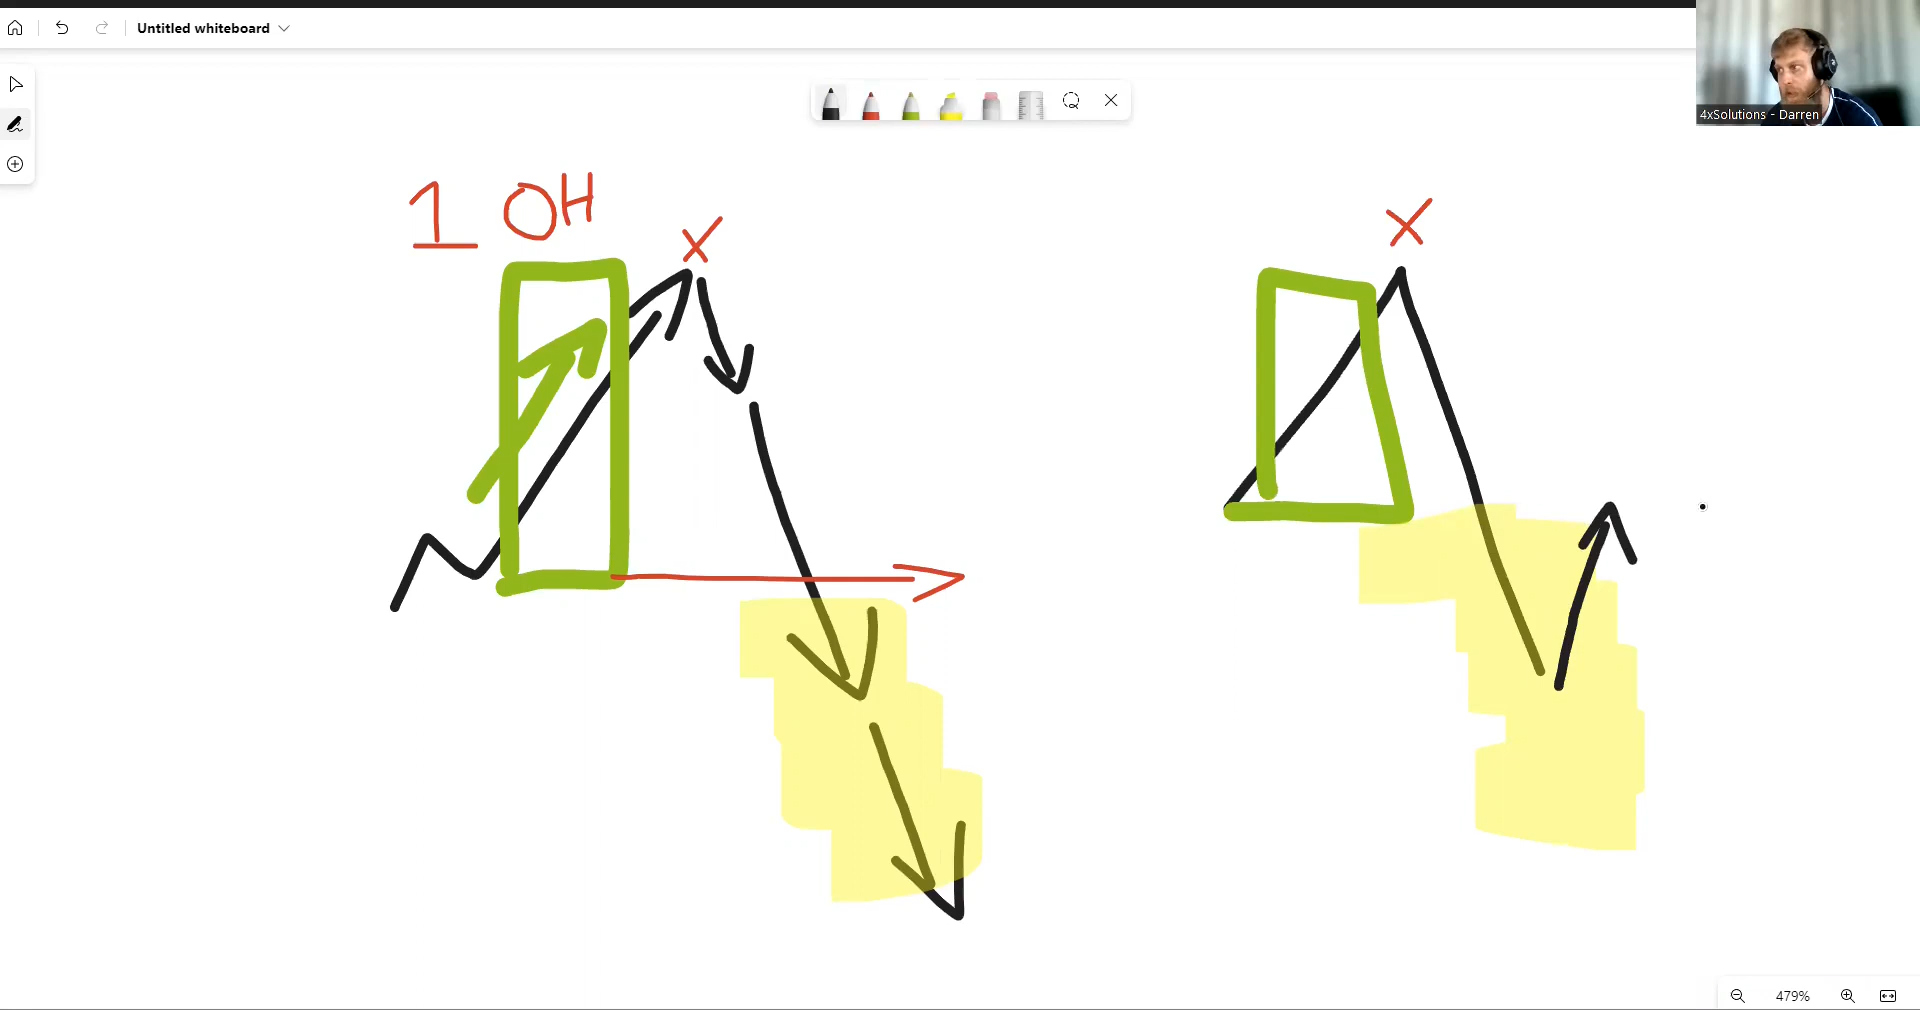 Untitled whiteboard
4xSolutions - Darren
1 OH
X
X
479%